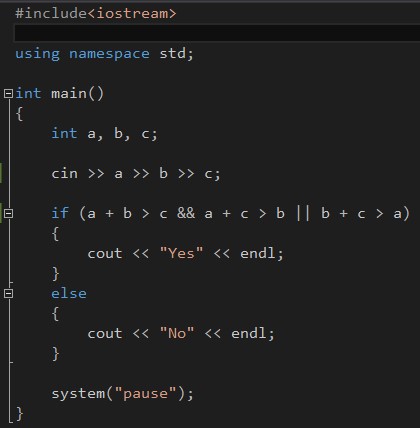 #include<iostream>
using namespace std;
int main()
{
int a, b, c;
cin >> a >> b >> c;
if (a + b > c && a + c > b || b + c > a)
{
cout << "Yes" << endl;
}
else
{
cout << "No" << endl;
}
system("pause");
}